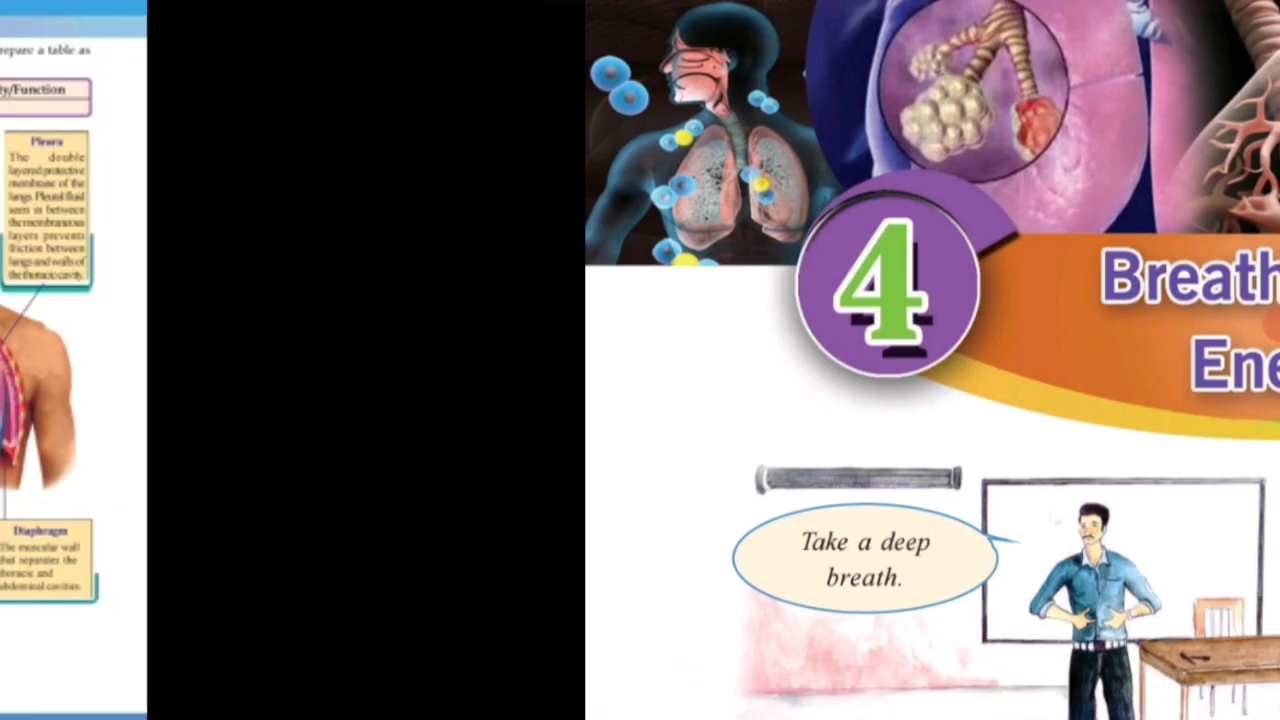 repare a table as
ty/Function
Pleura
The double
layered protective
membrane of the
lungs. Pleural fluid
seen in between
the membraneous
layers prevents
friction between
lungs and walls of
the thoracic cavity.
Diaphragm
The muscular wall
that separates the
thoracic and
abdominal cavities.
4
Breath
Ene
Take a deep
breath.